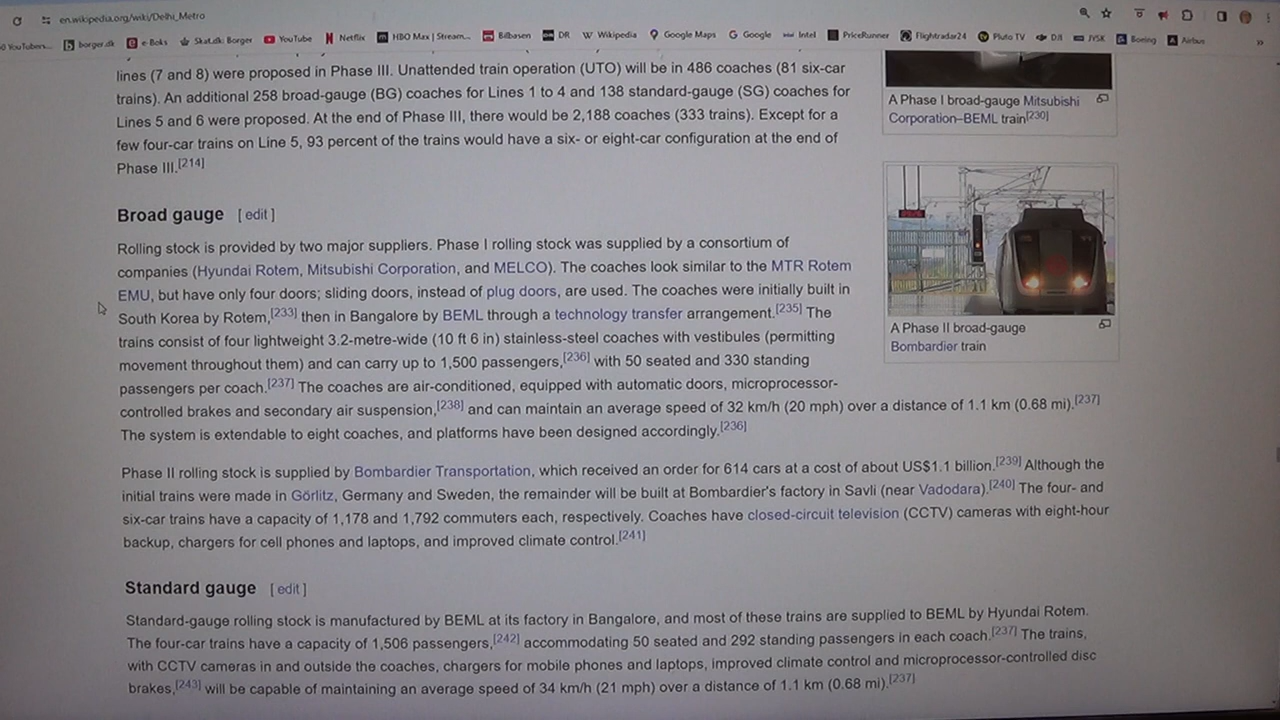 en.wikipedia.org/wiki/Delhi_Metro
YouTubers... borger.dk e-Boks Skat.dk: Borger YouTube Netflix HBO Max | Stream... Bilbasen DR Wikipedia Google Maps Google Intel PriceRunner Flightradar24 Pluto TV DJI JYSK Boeing Airbus »
lines (7 and 8) were proposed in Phase III. Unattended train operation (UTO) will be in 486 coaches (81 six-car
trains). An additional 258 broad-gauge (BG) coaches for Lines 1 to 4 and 138 standard-gauge (SG) coaches for
Lines 5 and 6 were proposed. At the end of Phase III, there would be 2,188 coaches (333 trains). Except for a
few four-car trains on Line 5, 93 percent of the trains would have a six- or eight-car configuration at the end of
Phase III.[214]
A Phase I broad-gauge Mitsubishi
Corporation–BEML train[230]
Broad gauge [ edit ]
Rolling stock is provided by two major suppliers. Phase I rolling stock was supplied by a consortium of
companies (Hyundai Rotem, Mitsubishi Corporation, and MELCO). The coaches look similar to the MTR Rotem
EMU, but have only four doors; sliding doors, instead of plug doors, are used. The coaches were initially built in
South Korea by Rotem,[233] then in Bangalore by BEML through a technology transfer arrangement.[235] The
trains consist of four lightweight 3.2-metre-wide (10 ft 6 in) stainless-steel coaches with vestibules (permitting
movement throughout them) and can carry up to 1,500 passengers,[236] with 50 seated and 330 standing
passengers per coach.[237] The coaches are air-conditioned, equipped with automatic doors, microprocessor-
controlled brakes and secondary air suspension,[238] and can maintain an average speed of 32 km/h (20 mph) over a distance of 1.1 km (0.68 mi).[237]
The system is extendable to eight coaches, and platforms have been designed accordingly.[236]
A Phase II broad-gauge
Bombardier train
Phase II rolling stock is supplied by Bombardier Transportation, which received an order for 614 cars at a cost of about US$1.1 billion.[239] Although the
initial trains were made in Görlitz, Germany and Sweden, the remainder will be built at Bombardier's factory in Savli (near Vadodara).[240] The four- and
six-car trains have a capacity of 1,178 and 1,792 commuters each, respectively. Coaches have closed-circuit television (CCTV) cameras with eight-hour
backup, chargers for cell phones and laptops, and improved climate control.[241]
Standard gauge [ edit ]
Standard-gauge rolling stock is manufactured by BEML at its factory in Bangalore, and most of these trains are supplied to BEML by Hyundai Rotem.
The four-car trains have a capacity of 1,506 passengers,[242] accommodating 50 seated and 292 standing passengers in each coach.[237] The trains,
with CCTV cameras in and outside the coaches, chargers for mobile phones and laptops, improved climate control and microprocessor-controlled disc
brakes,[243] will be capable of maintaining an average speed of 34 km/h (21 mph) over a distance of 1.1 km (0.68 mi).[237]